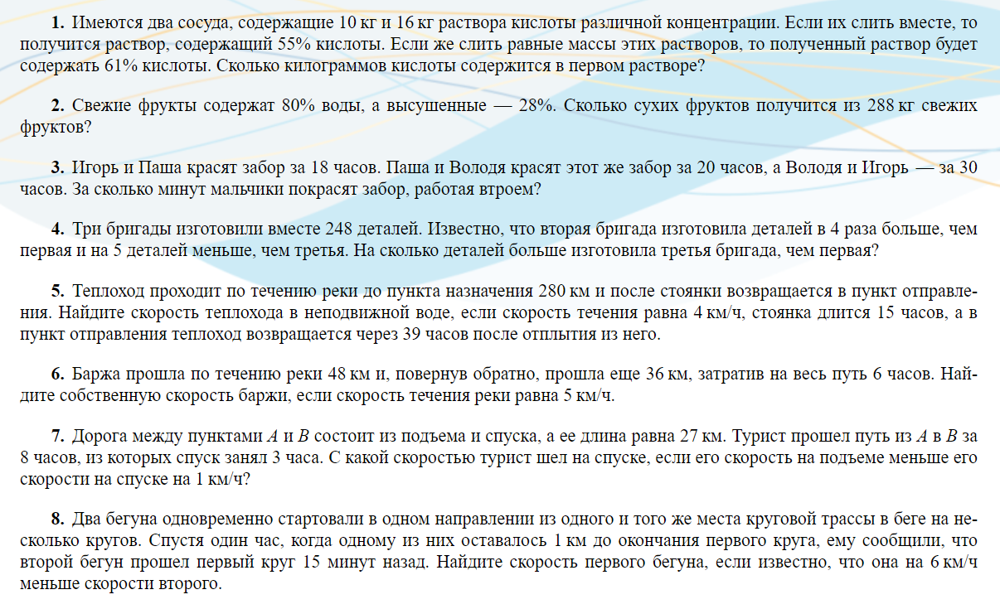 1. Имеются два сосуда, содержащие 10 кг и 16 кг раствора кислоты различной концентрации. Если их слить вместе, то
получится раствор, содержащий 55% кислоты. Если же слить равные массы этих растворов, то полученный раствор будет
содержать 61% кислоты. Сколько килограммов кислоты содержится в первом растворе?
2. Свежие фрукты содержат 80% воды, а высушенные — 28%. Сколько сухих фруктов получится из 288 кг свежих
фруктов?
3. Игорь и Паша красят забор за 18 часов. Паша и Володя красят этот же забор за 20 часов, а Володя и Игорь — за 30
часов. За сколько минут мальчики покрасят забор, работая втроем?
4. Три бригады изготовили вместе 248 деталей. Известно, что вторая бригада изготовила деталей в 4 раза больше, чем
первая и на 5 деталей меньше, чем третья. На сколько деталей больше изготовила третья бригада, чем первая?
5. Теплоход проходит по течению реки до пункта назначения 280 км и после стоянки возвращается в пункт отправле-
ния. Найдите скорость теплохода в неподвижной воде, если скорость течения равна 4 км/ч, стоянка длится 15 часов, а в
пункт отправления теплоход возвращается через 39 часов после отплытия из него.
6. Баржа прошла по течению реки 48 км и, повернув обратно, прошла еще 36 км, затратив на весь путь 6 часов. Най-
дите собственную скорость баржи, если скорость течения реки равна 5 км/ч.
7. Дорога между пунктами A и B состоит из подъема и спуска, а ее длина равна 27 км. Турист прошел путь из A в B за
8 часов, из которых спуск занял 3 часа. С какой скоростью турист шел на спуске, если его скорость на подъеме меньше его
скорости на спуске на 1 км/ч?
8. Два бегуна одновременно стартовали в одном направлении из одного и того же места круговой трассы в беге на не-
сколько кругов. Спустя один час, когда одному из них оставалось 1 км до окончания первого круга, ему сообщили, что
второй бегун прошел первый круг 15 минут назад. Найдите скорость первого бегуна, если известно, что она на 6 км/ч
меньше скорости второго.